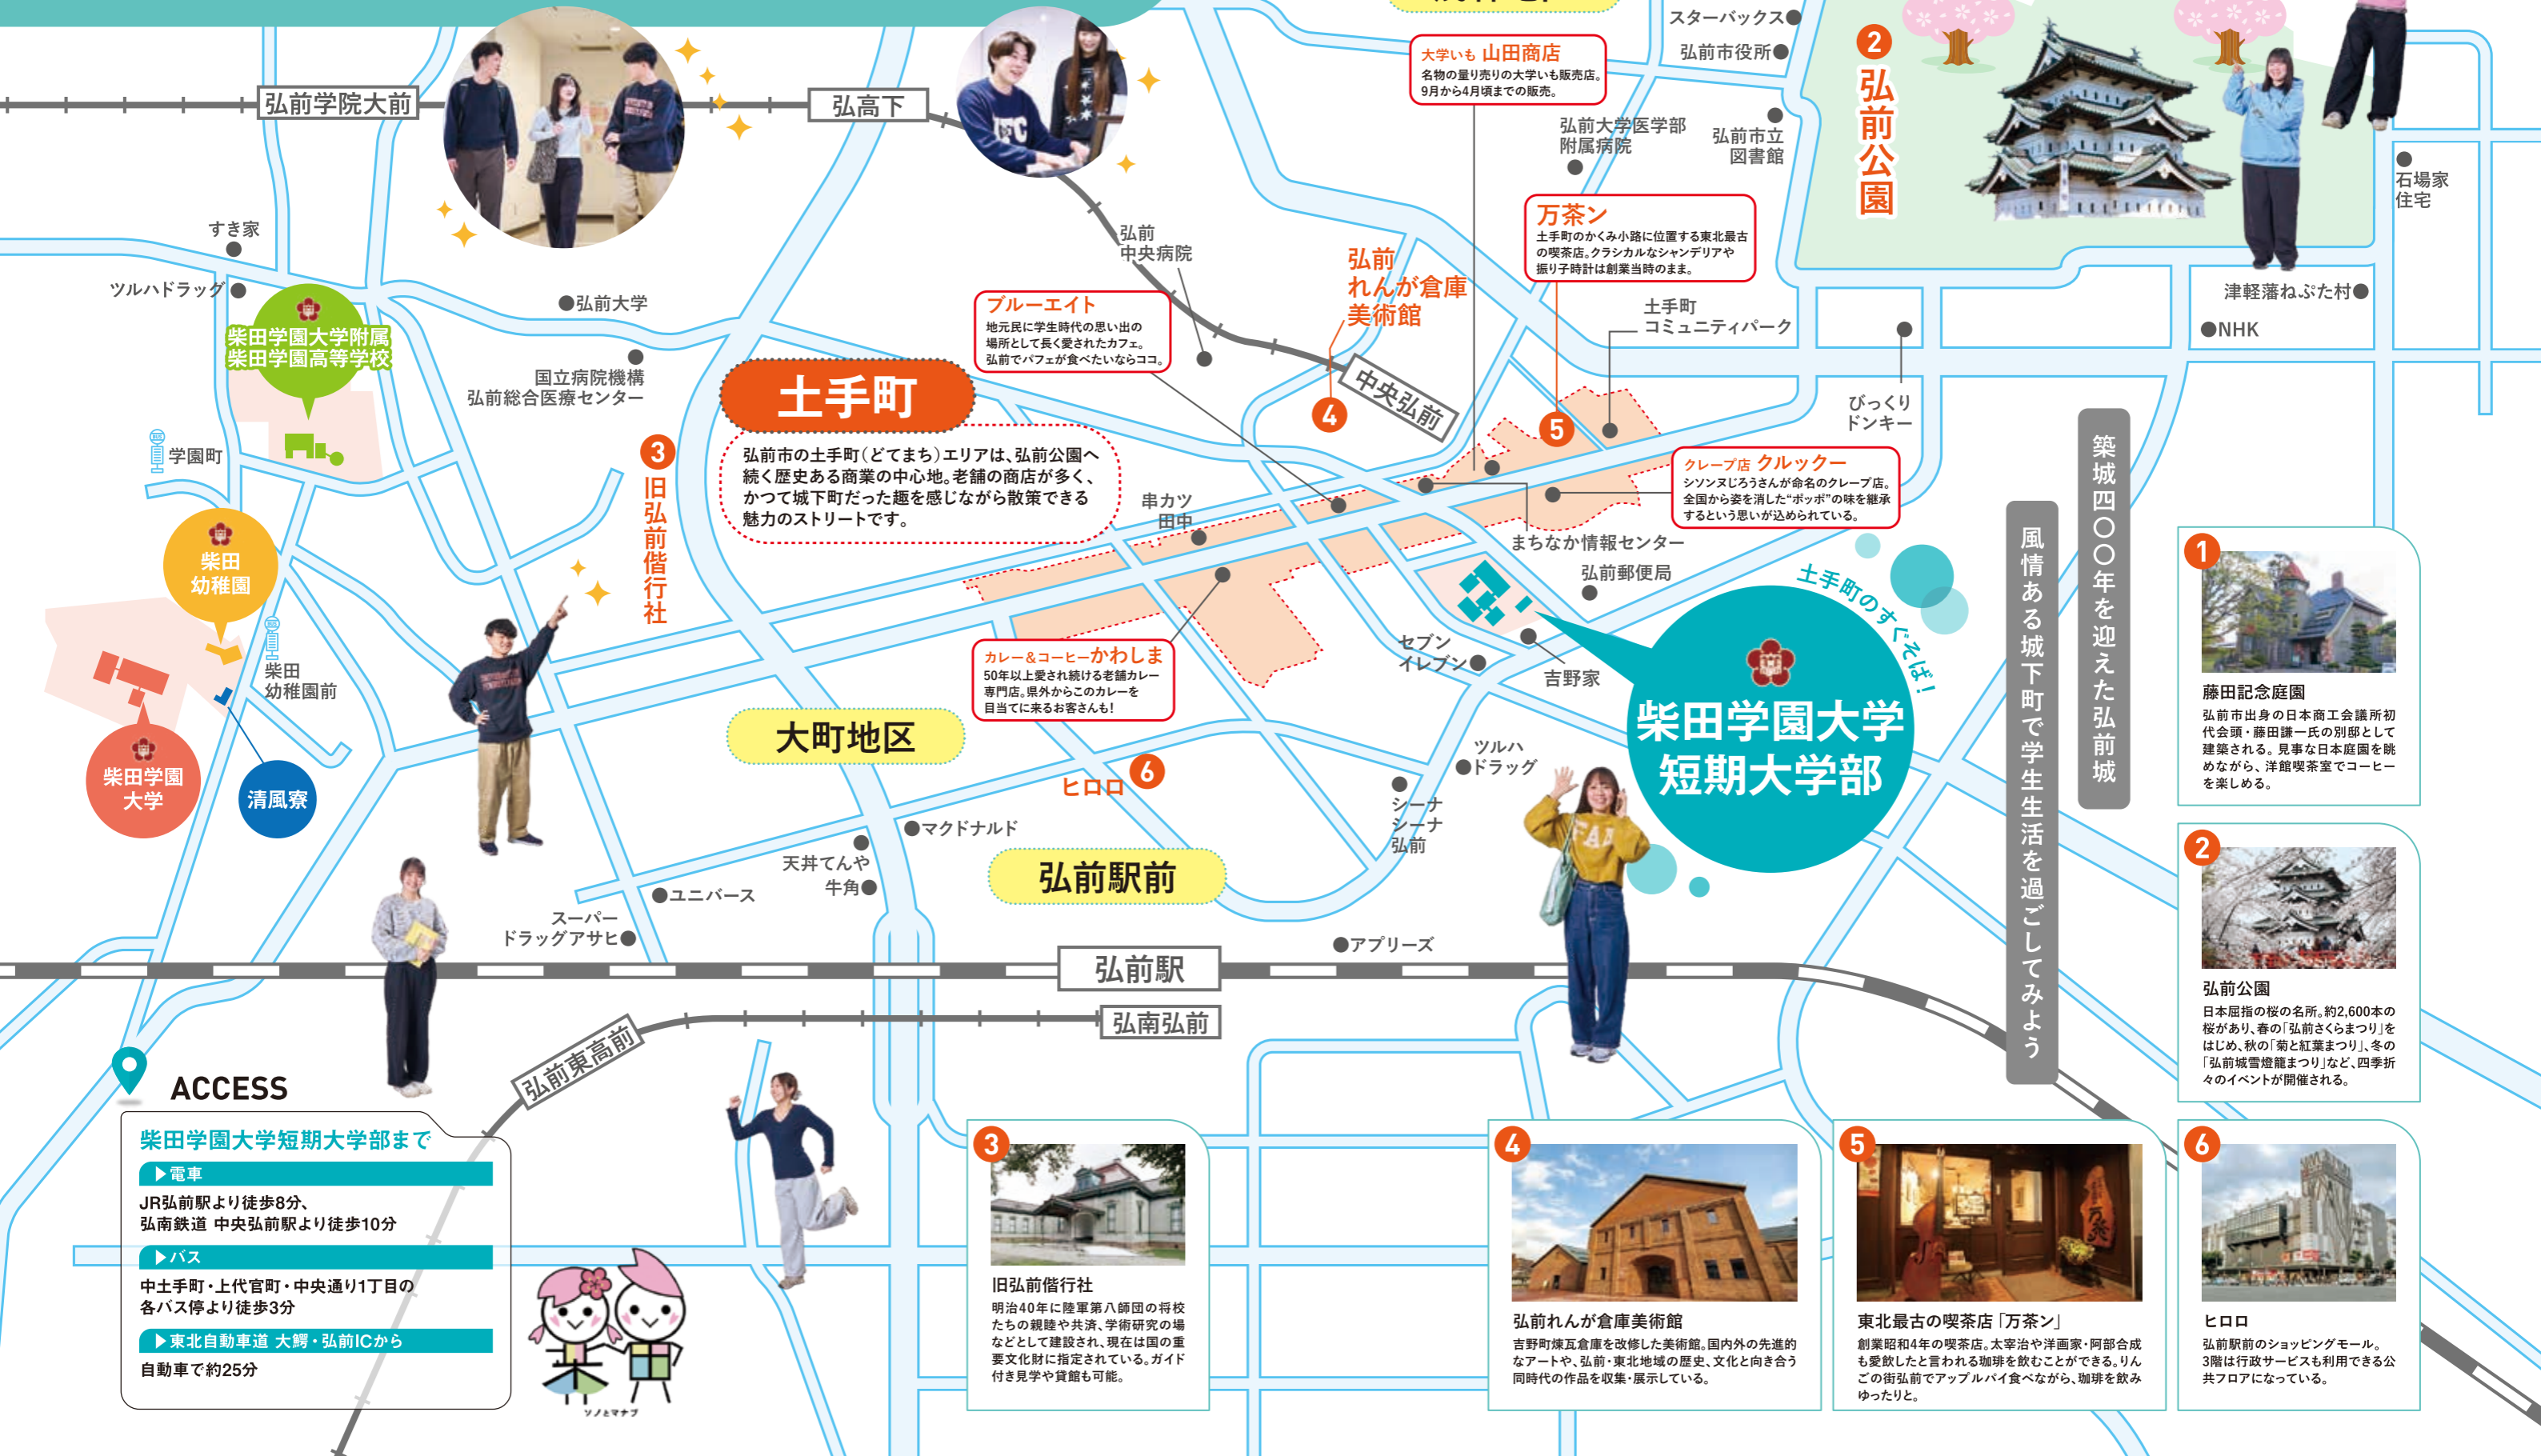 スターバックス
弘前市役所
大学いも 山田商店
名物の量り売りの大学いも販売店。
9月から4月頃までの販売。
弘前学院大前
弘高下
弘前大学医学部
附属病院
弘前市立
図書館
2
弘前公園
石場家
住宅
すき家
ツルハドラッグ
弘前大学
柴田学園大学附属
柴田学園高等学校
国立病院機構
弘前総合医療センター
弘前
中央病院
弘前
れんが倉庫
美術館
4
中央弘前
万茶ン
土手町のかくみ小路に位置する東北最古
の喫茶店。クラシカルなシャンデリアや
振り子時計は創業当時のまま。
5
土手町
コミュニティパーク
津軽藩ねぷた村
NHK
びっくり
ドンキー
ブルーエイト
地元民に学生時代の思い出の
場所として長く愛されたカフェ。
弘前でパフェが食べたいならココ。
土手町
弘前市の土手町(どてまち)エリアは、弘前公園へ
続く歴史ある商業の中心地。老舗の商店が多く、
かつて城下町だった趣を感じながら散策できる
魅力のストリートです。
3
旧弘前偕行社
学園町
柴田
幼稚園
柴田
幼稚園前
柴田学園
大学
清風寮
串カツ
田中
クレープ店 クルックー
シソンヌじろうさんが命名のクレープ店。
全国から姿を消した“ポッポ”の味を継承
するという思いが込められている。
まちなか情報センター
弘前郵便局
セブン
イレブン
吉野家
土手町のすぐそば!
柴田学園大学
短期大学部
カレー&コーヒーかわしま
50年以上愛され続ける老舗カレー
専門店。県外からこのカレーを
目当てに来るお客さんも!
大町地区
ヒロロ
6
ツルハ
ドラッグ
シーナ
シーナ
弘前
マクドナルド
天丼てんや
牛角
ユニバース
スーパー
ドラッグアサヒ
弘前駅前
アプリーズ
弘前駅
弘南弘前
弘前東高前
築城四〇〇年を迎えた弘前城
風情ある城下町で学生生活を過ごしてみよう
1
藤田記念庭園
弘前市出身の日本商工会議所初
代会頭・藤田謙一氏の別邸として
建築される。見事な日本庭園を眺
めながら、洋館喫茶室でコーヒー
を楽しめる。
2
弘前公園
日本屈指の桜の名所。約2,600本の
桜があり、春の「弘前さくらまつり」を
はじめ、秋の「菊と紅葉まつり」、冬の
「弘前城雪燈籠まつり」など、四季折
々のイベントが開催される。
ACCESS
柴田学園大学短期大学部まで
▶電車
JR弘前駅より徒歩8分、
弘南鉄道 中央弘前駅より徒歩10分
▶バス
中土手町・上代官町・中央通り1丁目の
各バス停より徒歩3分
▶東北自動車道 大鰐・弘前ICから
自動車で約25分
ソノとマナブ
3
旧弘前偕行社
明治40年に陸軍第八師団の将校
たちの親睦や共済、学術研究の場
などとして建設され、現在は国の重
要文化財に指定されている。ガイド
付き見学や貸館も可能。
4
弘前れんが倉庫美術館
吉野町煉瓦倉庫を改修した美術館。国内外の先進的
なアートや、弘前・東北地域の歴史、文化と向き合う
同時代の作品を収集・展示している。
5
東北最古の喫茶店「万茶ン」
創業昭和4年の喫茶店。太宰治や洋画家・阿部合成
も愛飲したと言われる珈琲を飲むことができる。りん
ごの街弘前でアップルパイ食べながら、珈琲を飲み
ゆったりと。
6
ヒロロ
弘前駅前のショッピングモール。
3階は行政サービスも利用できる公
共フロアになっている。